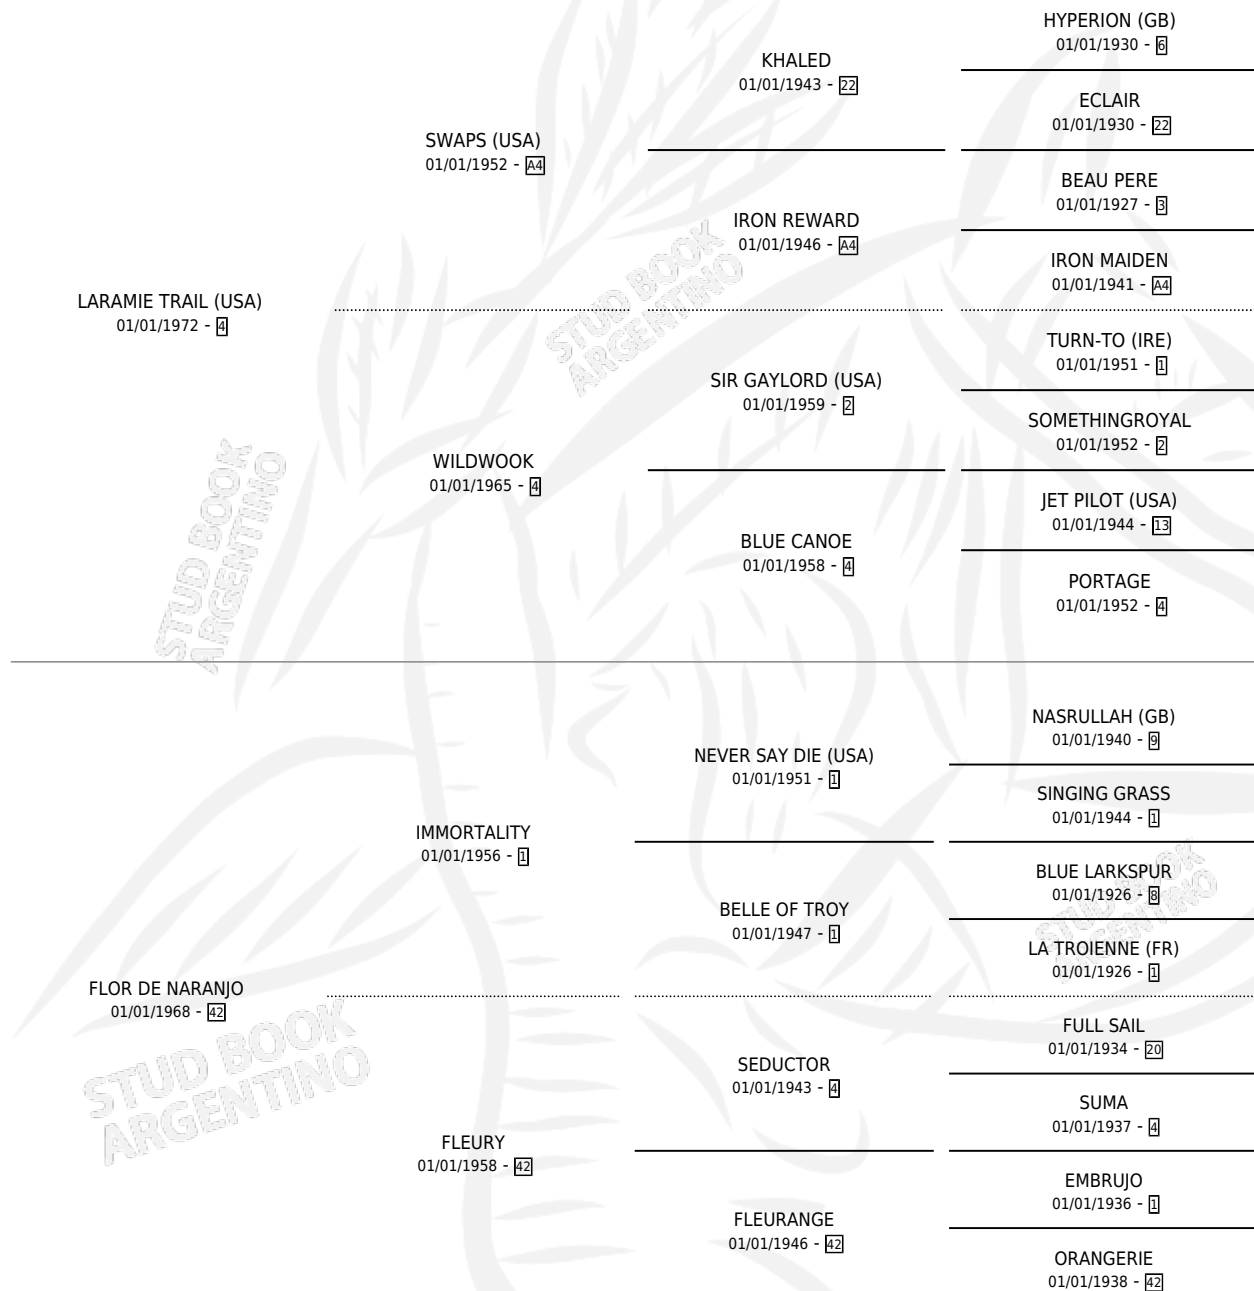 HYPERION (GB)
01/01/1930 - 6
KHALED
01/01/1943 - 22
ECLAIR
01/01/1930 - 22
SWAPS (USA)
01/01/1952 - A4
BEAU PERE
01/01/1927 - 3
IRON REWARD
01/01/1946 - A4
IRON MAIDEN
01/01/1941 - A4
LARAMIE TRAIL (USA)
01/01/1972 - 4
TURN-TO (IRE)
01/01/1951 - 1
SIR GAYLORD (USA)
01/01/1959 - 2
SOMETHINGROYAL
01/01/1952 - 2
WILDWOOK
01/01/1965 - 4
JET PILOT (USA)
01/01/1944 - 13
BLUE CANOE
01/01/1958 - 4
PORTAGE
01/01/1952 - 4
NASRULLAH (GB)
01/01/1940 - 9
NEVER SAY DIE (USA)
01/01/1951 - 1
SINGING GRASS
01/01/1944 - 1
IMMORTALITY
01/01/1956 - 1
BLUE LARKSPUR
01/01/1926 - 8
BELLE OF TROY
01/01/1947 - 1
LA TROIENNE (FR)
01/01/1926 - 1
FLOR DE NARANJO
01/01/1968 - 42
FULL SAIL
01/01/1934 - 20
SEDUCTOR
01/01/1943 - 4
SUMA
01/01/1937 - 4
FLEURY
01/01/1958 - 42
EMBRUJO
01/01/1936 - 1
FLEURANGE
01/01/1946 - 42
ORANGERIE
01/01/1938 - 42
STUD BOOK
ARGENTINO
STUD BOOK
ARGENTINO
STUD BOOK
ARGENTINO
STUD BOOK
ARGENTINO